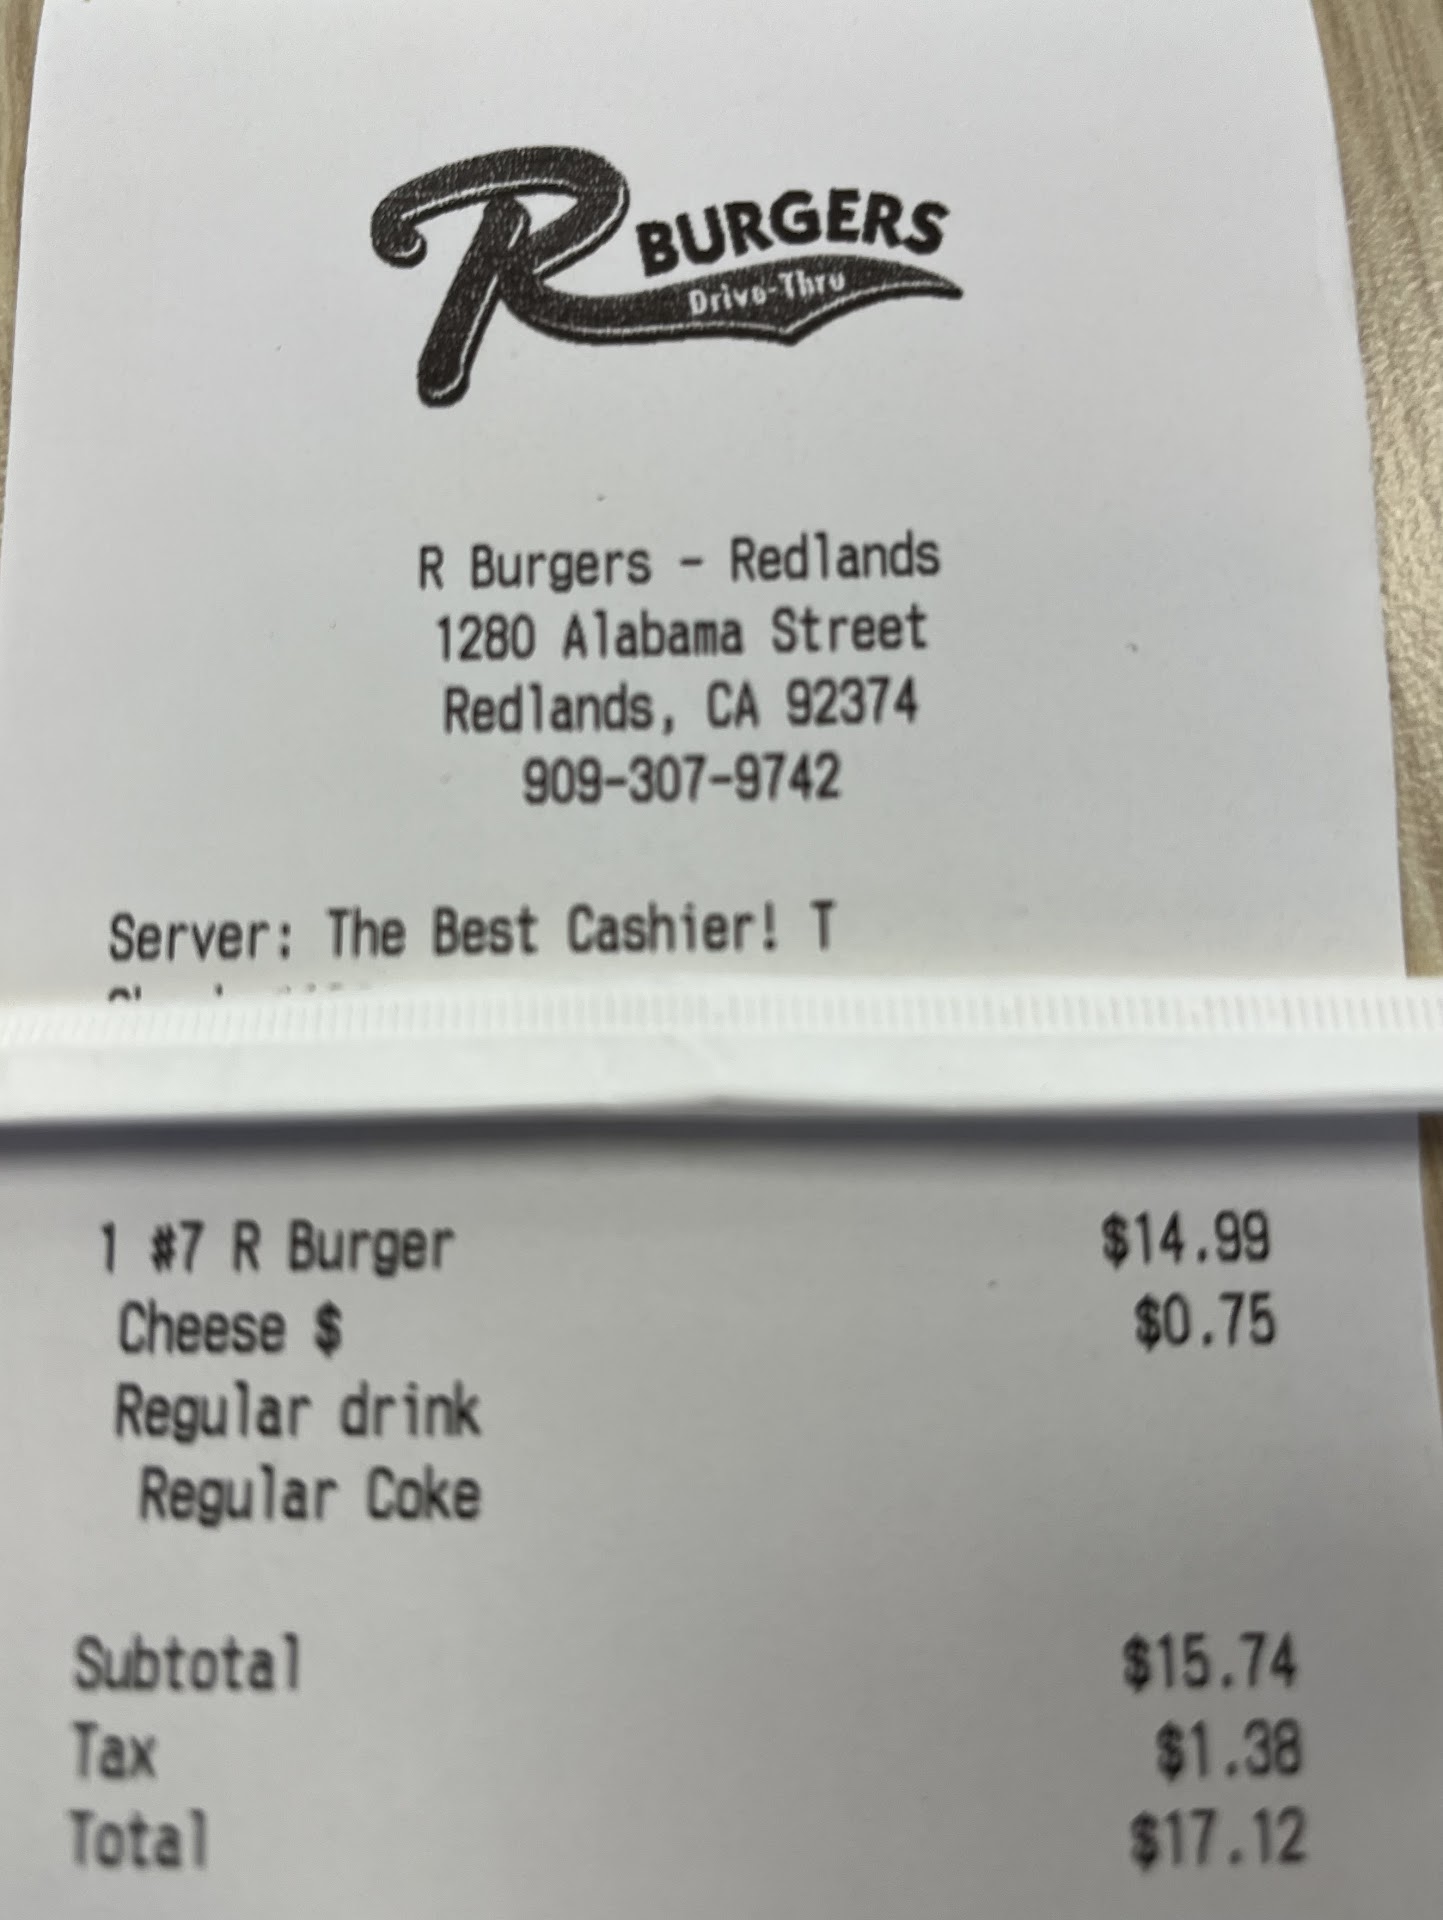 R BURGERS
Drive-Thru
R Burgers - Redlands
1280 Alabama Street
Redlands, CA 92374
909-307-9742
Server: The Best Cashier! T
1 #7 R Burger $14.99
Cheese $ $0.75
Regular drink
Regular Coke
Subtotal $15.74
Tax $1.38
Total $17.12